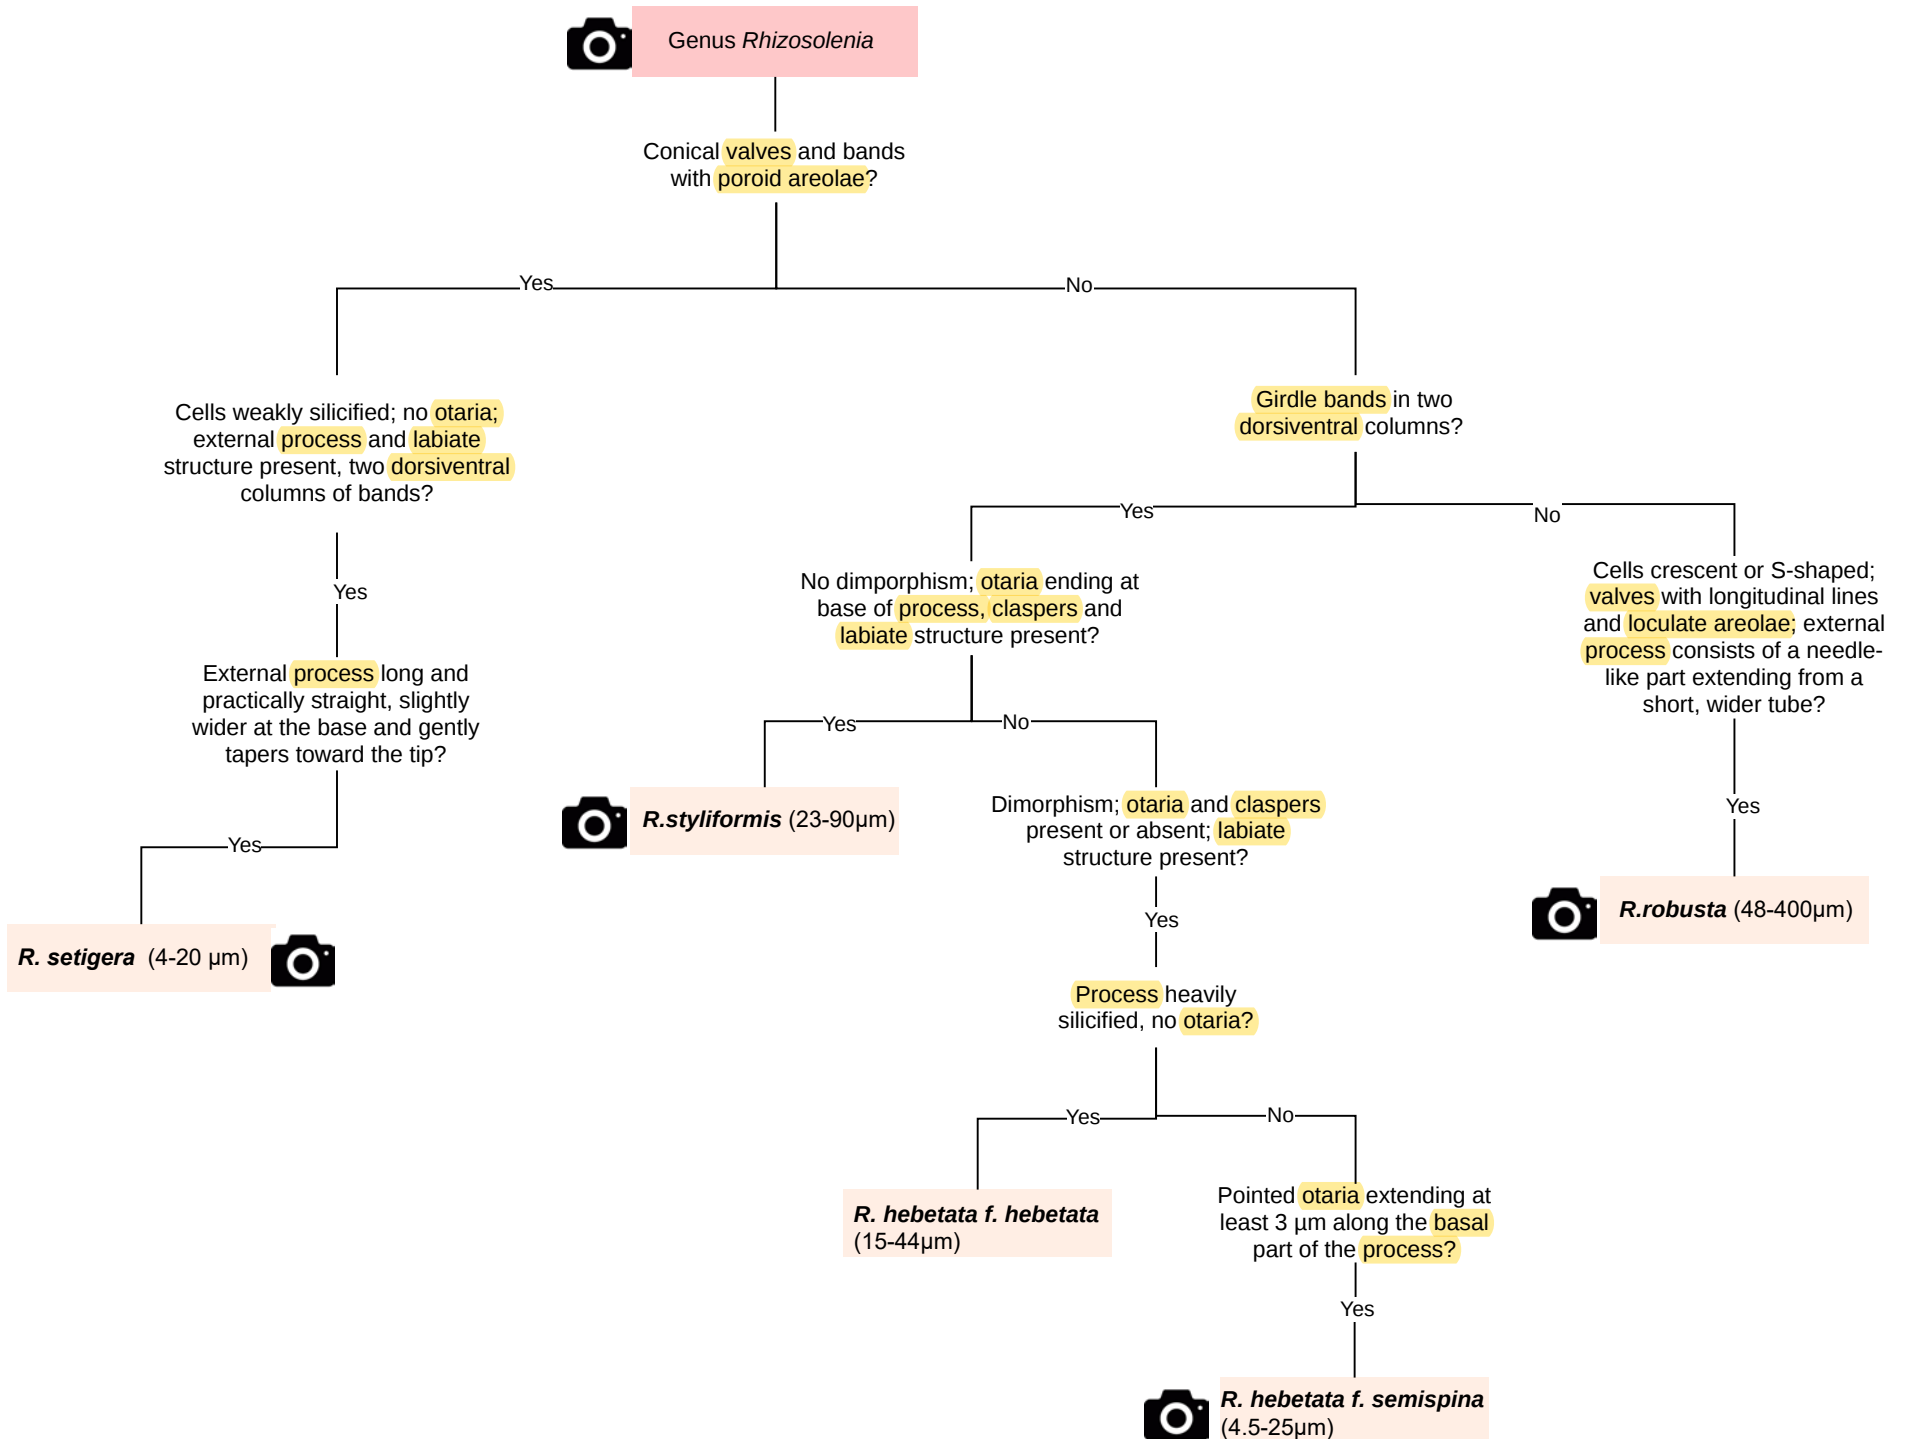 Genus Rhizosolenia
Conical valves and bands
with poroid areolae?
Yes
No
Cells weakly silicified; no otaria;
external process and labiate
structure present, two dorsiventral
columns of bands?
Yes
External process long and
practically straight, slightly
wider at the base and gently
tapers toward the tip?
Yes
R. setigera (4-20 µm)
Girdle bands in two
dorsiventral columns?
Yes
No
No dimporphism; otaria ending at
base of process, claspers and
labiate structure present?
Yes
No
R.styliformis (23-90µm)
Dimorphism; otaria and claspers
present or absent; labiate
structure present?
Yes
Process heavily
silicified, no otaria?
Yes
No
R. hebetata f. hebetata
(15-44µm)
Pointed otaria extending at
least 3 µm along the basal
part of the process?
Yes
R. hebetata f. semispina
(4.5-25µm)
Cells crescent or S-shaped;
valves with longitudinal lines
and loculate areolae; external
process consists of a needle-
like part extending from a
short, wider tube?
Yes
R.robusta (48-400µm)